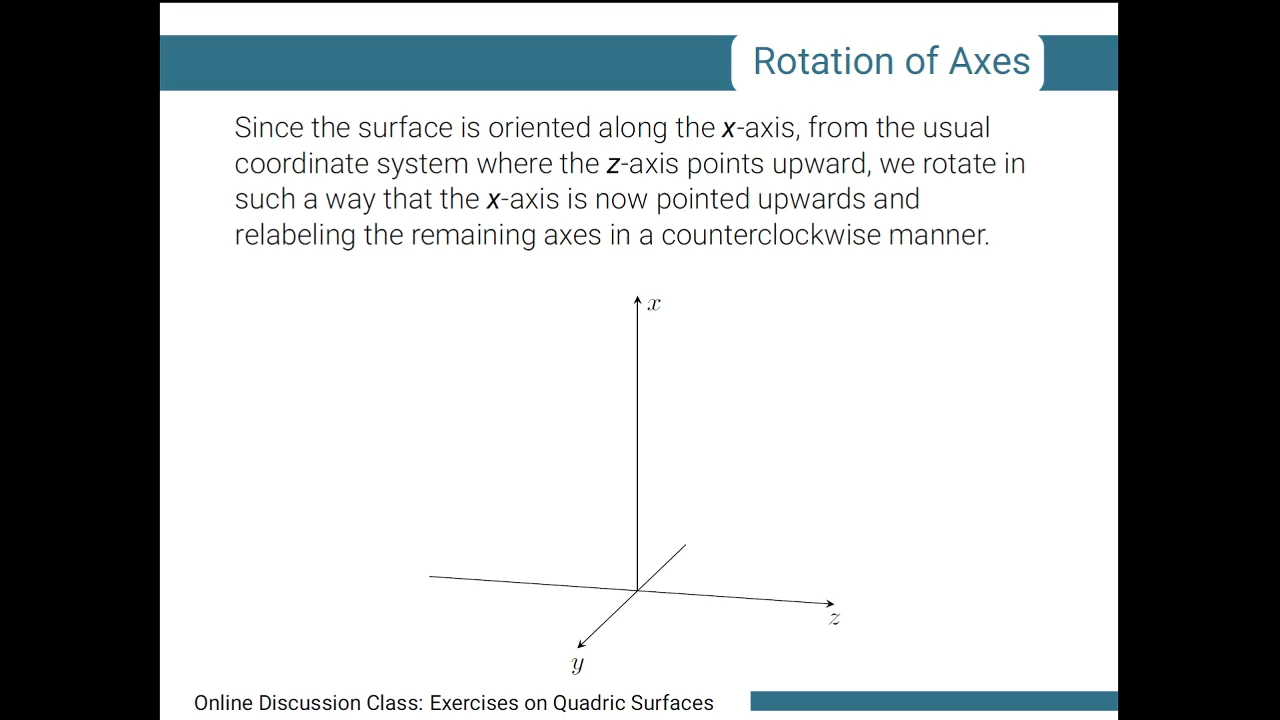 Rotation of Axes
Since the surface is oriented along the x-axis, from the usual
coordinate system where the z-axis points upward, we rotate in
such a way that the x-axis is now pointed upwards and
relabeling the remaining axes in a counterclockwise manner.
x
z
y
Online Discussion Class: Exercises on Quadric Surfaces